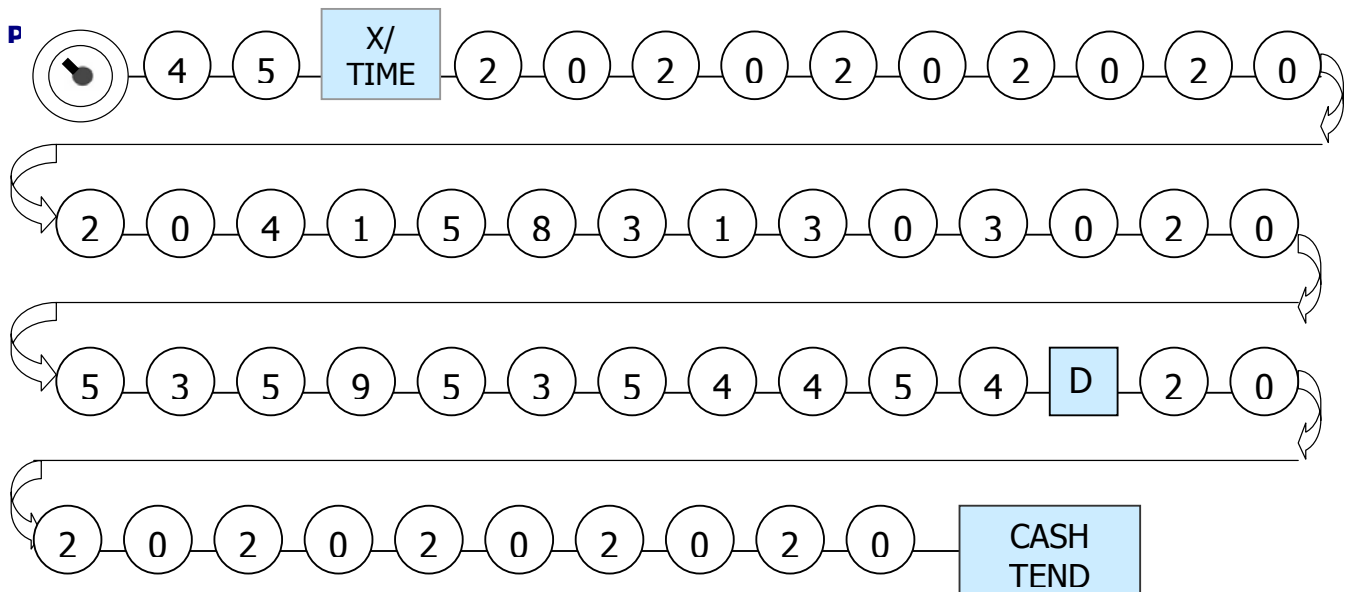 P
4 5 X/ TIME 2 0 2 0 2 0 2 0 2 0
2 0 4 1 5 8 3 1 3 0 3 0 2 0
5 3 5 9 5 3 5 4 4 5 4 D 2 0
2 0 2 0 2 0 2 0 2 0 CASH TEND